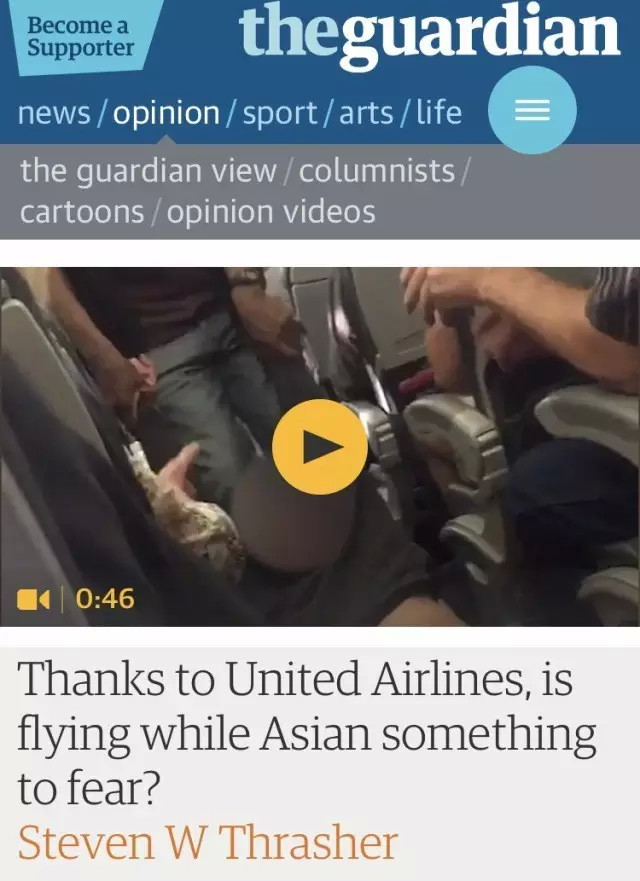 Become a
Supporter
theguardian
news / opinion / sport / arts / life
the guardian view / columnists /
cartoons / opinion videos
0:46
Thanks to United Airlines, is
flying while Asian something
to fear?
Steven W Thrasher